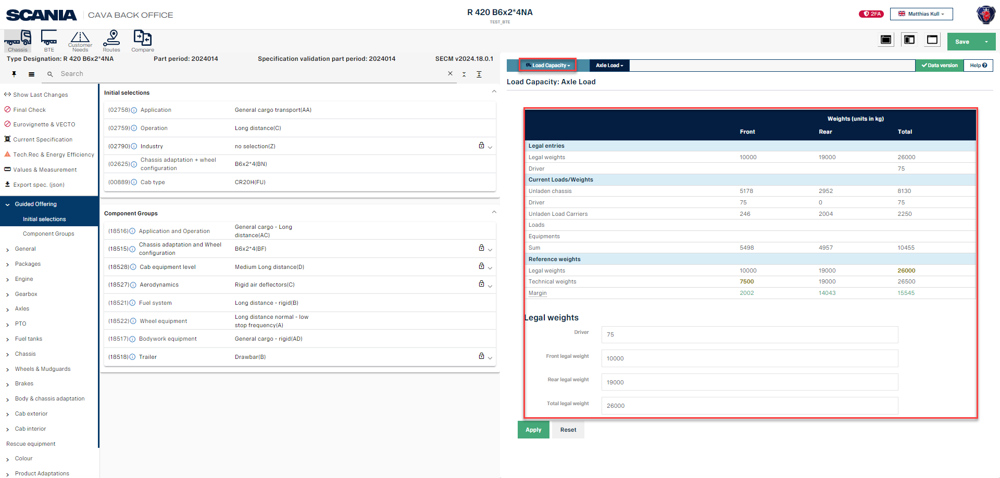 SCANIA CAVA BACK OFFICE
R 420 B6x2*4NA
TEST_BTE
2FA
Matthias Kull
Chassis
BTE
Customer
Needs
Routes
Compare
Save
Type Designation: R 420 B6x2*4NA Part period: 2024014 Specification validation part period: 2024014 SECM v2024.18.0.1
Search
Show Last Changes
Final Check
Eurovignette & VECTO
Current Specification
Tech.Rec & Energy Efficiency
Values & Measurement
Export spec. (json)
Guided Offering
Initial selections
Component Groups
General
Packages
Engine
Gearbox
Axles
PTO
Fuel tanks
Chassis
Wheels & Mudguards
Brakes
Body & chassis adaptation
Cab exterior
Cab interior
Rescue equipment
Colour
Product Adaptations
Initial selections
(02758) Application General cargo transport(AA)
(02759) Operation Long distance(C)
(02790) Industry no selection(Z)
(02625) Chassis adaptation + wheel
configuration B6x2*4(BN)
(00889) Cab type CR20H(FU)
Component Groups
(18516) Application and Operation General cargo - Long
distance(AC)
(18515) Chassis adaptation and Wheel
configuration B6x2*4(BF)
(18528) Cab equipment level Medium Long distance(D)
(18527) Aerodynamics Rigid air deflectors(C)
(18521) Fuel system Long distance - rigid(B)
(18522) Wheel equipment Long distance normal - low
stop frequency(A)
(18517) Bodywork equipment General cargo - rigid(AD)
(18518) Trailer Drawbar(B)
Load Capacity Axle Load Data version Help
Load Capacity: Axle Load
Weights (units in kg)
Front Rear Total
Legal entries
Legal weights 10000 19000 26000
Driver 75
Current Loads/Weights
Unladen chassis 5178 2952 8130
Driver 75 0 75
Unladen Load Carriers 246 2004 2250
Loads
Equipments
Sum 5498 4957 10455
Reference weights
Legal weights 10000 19000 26000
Technical weights 7500 19000 26500
Margin 2002 14043 15545
Legal weights
Driver 75
Front legal weight 10000
Rear legal weight 19000
Total legal weight 26000
Apply Reset